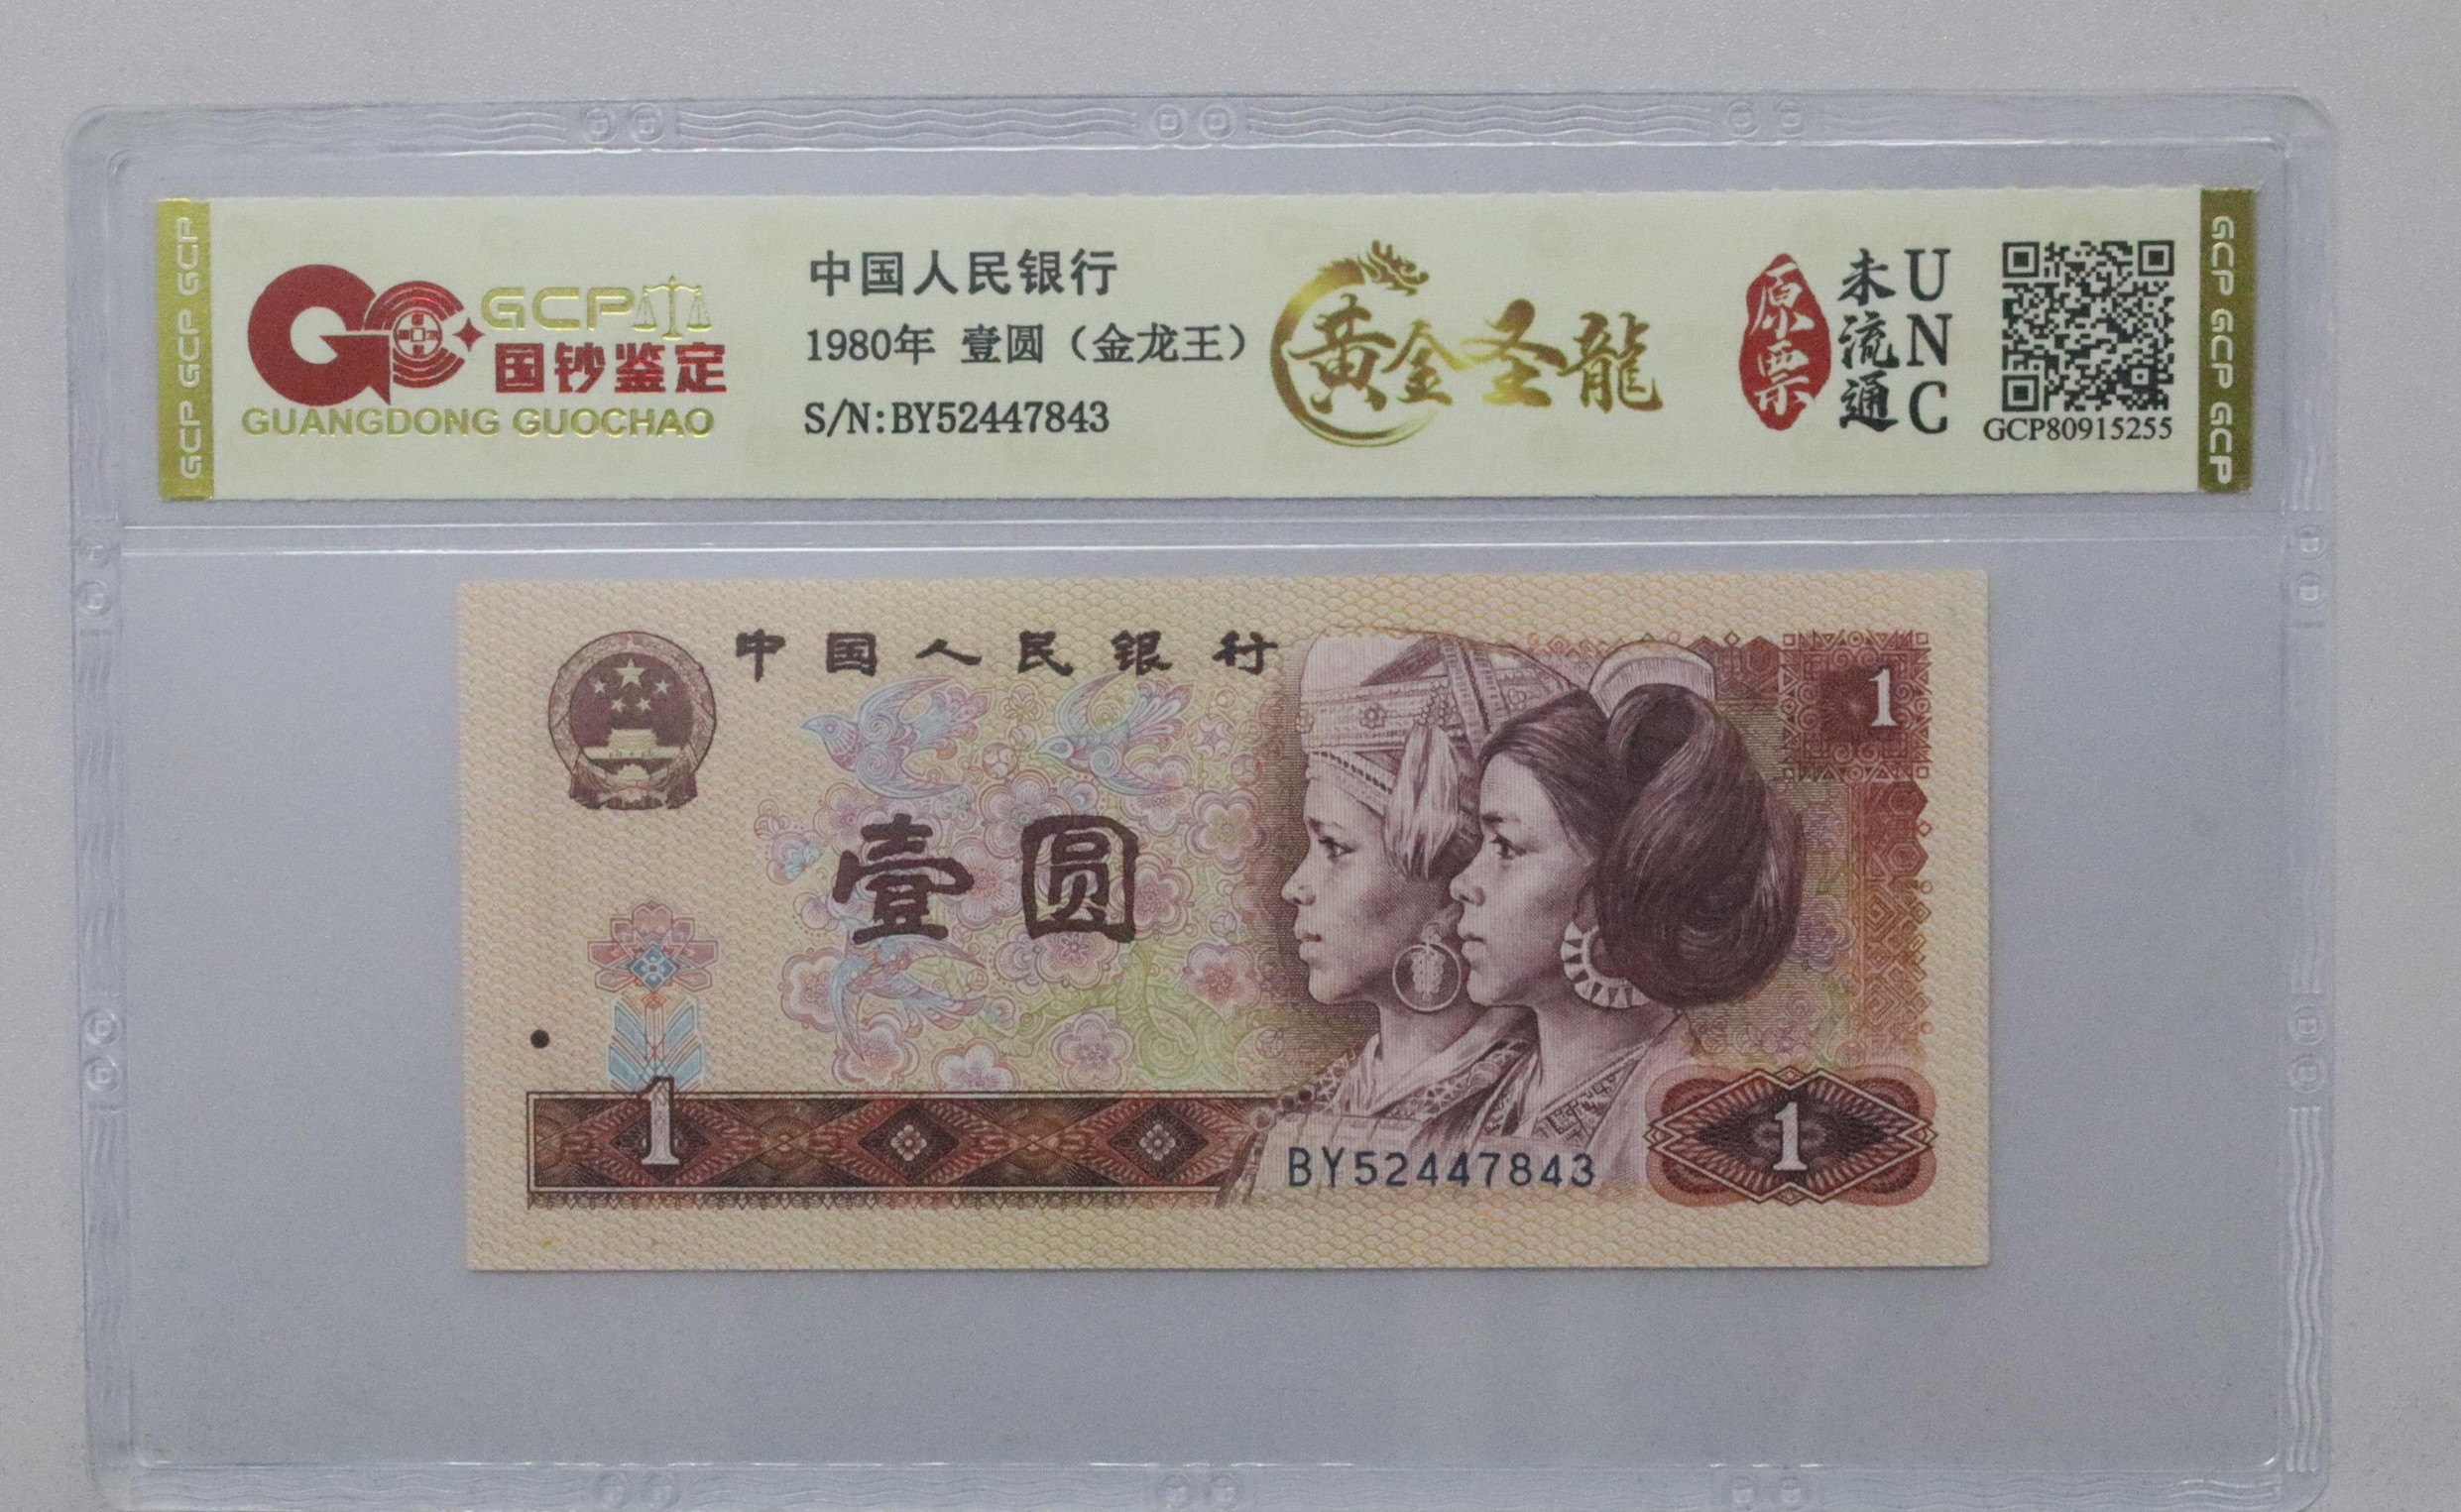 GCP GCP GCP
GCP
国钞鉴定
GUANGDONG GUOCHAO
中国人民银行
1980年 壹圆（金龙王）
S/N:BY52447843
黄金圣龍
原票
未流通
UNC
GCP80915255
GCP GCP GCP
中国人民银行
1
壹圆
1
BY52447843
1